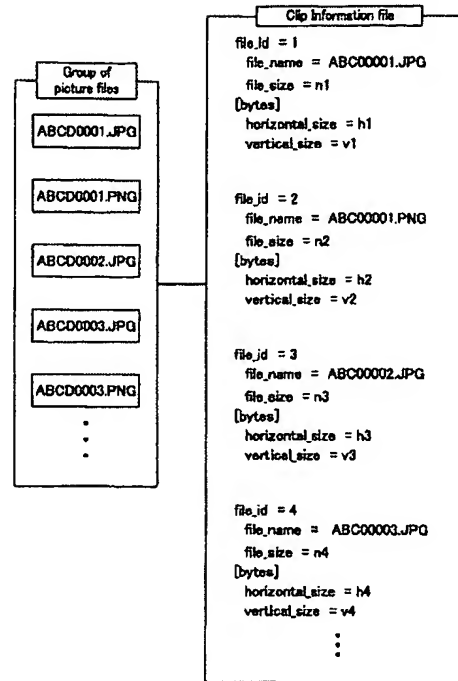 Group of
picture files
ABCD0001.JPG
ABCD0001.PNG
ABCD0002.JPG
ABCD0003.JPG
ABCD0003.PNG
Clip Information file
file_id = 1
file_name = ABC00001.JPG
file_size = n1
[bytes]
horizontal_size = h1
vertical_size = v1
file_id = 2
file_name = ABC00001.PNG
file_size = n2
[bytes]
horizontal_size = h2
vertical_size = v2
file_id = 3
file_name = ABC00002.JPG
file_size = n3
[bytes]
horizontal_size = h3
vertical_size = v3
file_id = 4
file_name = ABC00003.JPG
file_size = n4
[bytes]
horizontal_size = h4
vertical_size = v4